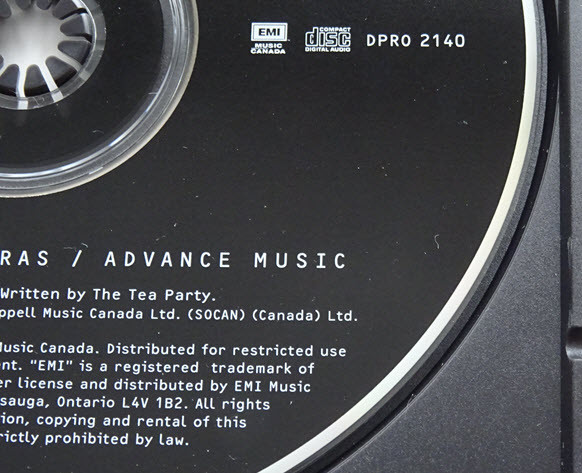 EMI
MUSIC
CANADA
COMPACT
disc
DIGITAL AUDIO
DPRO 2140
RAS / ADVANCE MUSIC
Written by The Tea Party.
ppell Music Canada Ltd. (SOCAN) (Canada) Ltd.
Music Canada. Distributed for restricted use
ent. "EMI" is a registered trademark of
er license and distributed by EMI Music
sauga, Ontario L4V 1B2. All rights
ion, copying and rental of this
rictly prohibited by law.